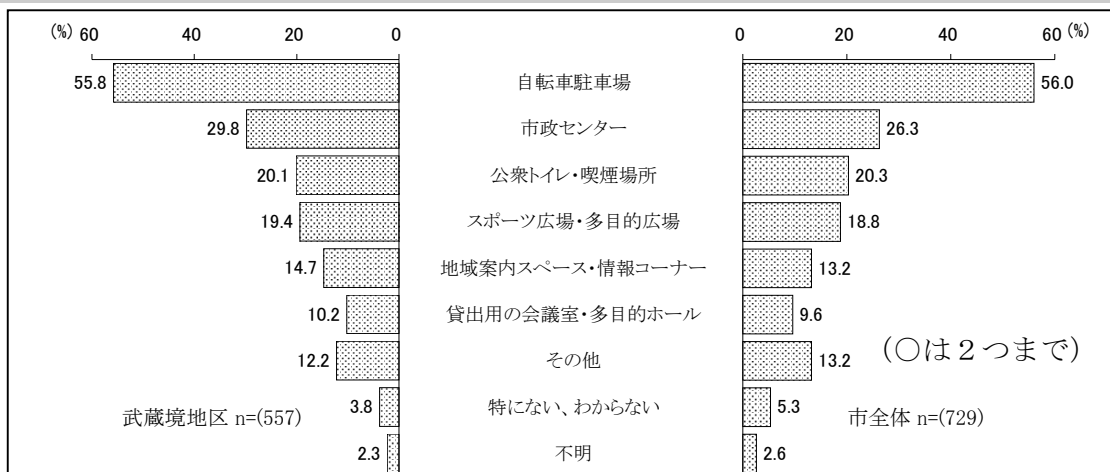 (%) 60 40 20 0 0 20 40 60 (%)
55.8 自転車駐車場 56.0
29.8 市政センター 26.3
20.1 公衆トイレ・喫煙場所 20.3
19.4 スポーツ広場・多目的広場 18.8
14.7 地域案内スペース・情報コーナー 13.2
10.2 貸出用の会議室・多目的ホール 9.6
12.2 その他 13.2
(○は２つまで)
3.8 特にない、わからない 5.3
武蔵境地区 n=(557) 市全体 n=(729)
2.3 不明 2.6